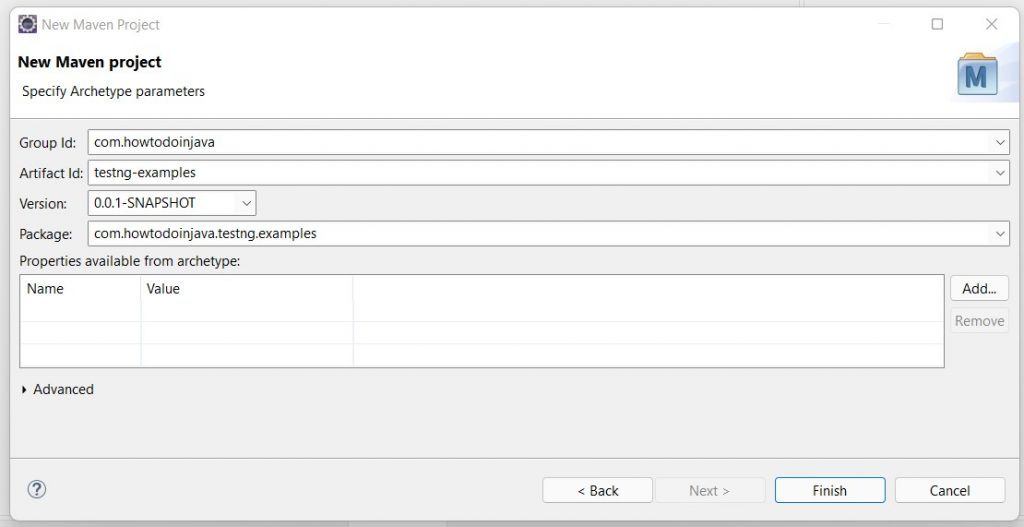 New Maven Project
New Maven project
Specify Archetype parameters
M
Group Id: com.howtodoinjava
Artifact Id: testng-examples
Version: 0.0.1-SNAPSHOT
Package: com.howtodoinjava.testng.examples
Properties available from archetype:
Name Value
Add...
Remove
Advanced
? < Back Next > Finish Cancel